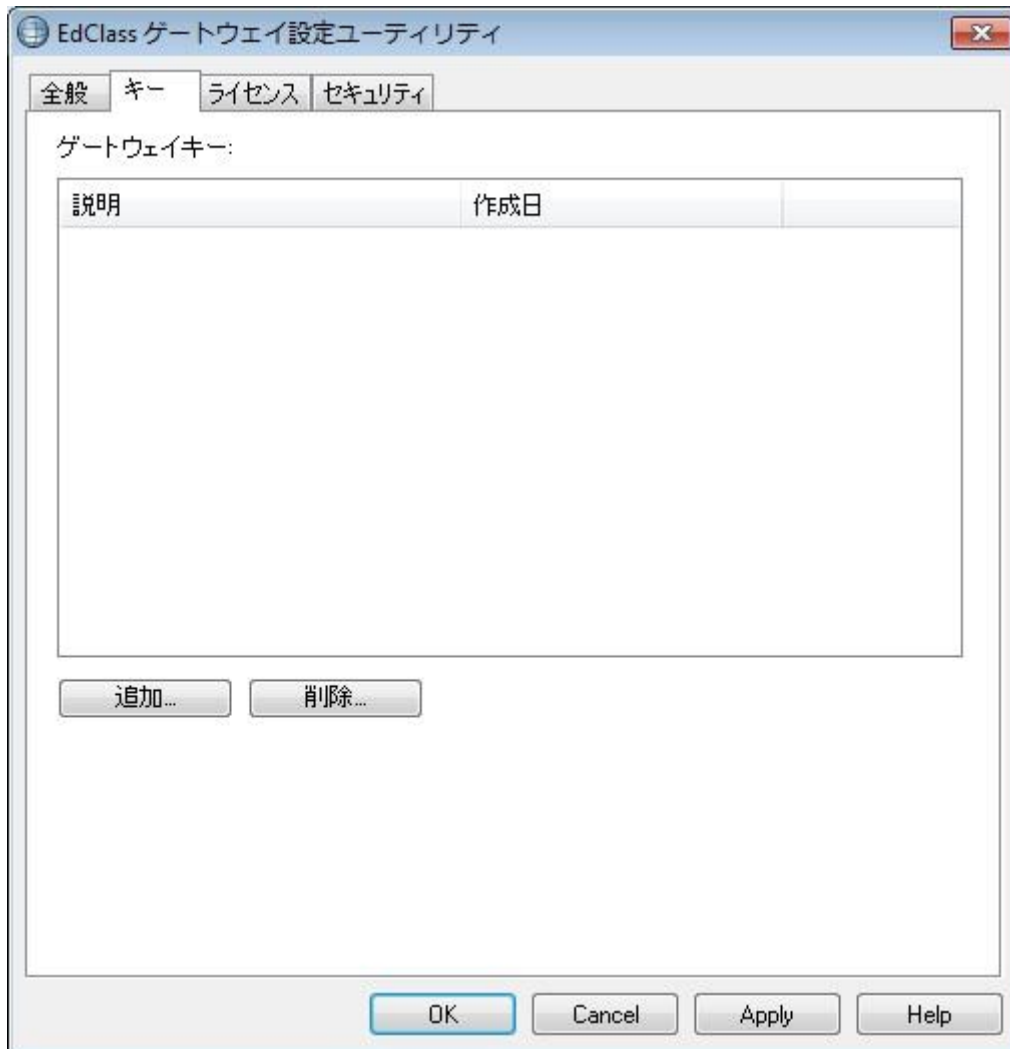 EdClass ゲートウェイ設定ユーティリティ
全般 キー ライセンス セキュリティ
ゲートウェイキー:
説明 作成日
追加... 削除...
OK Cancel Apply Help